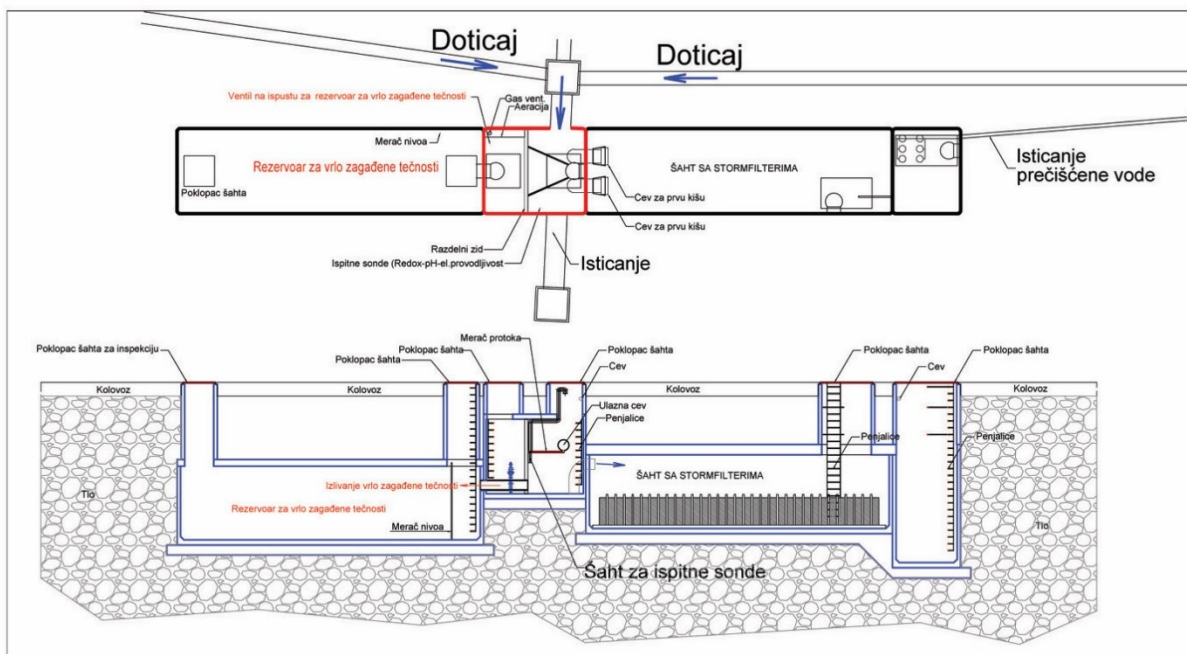 Doticaj
Doticaj
Ventil na ispustu za rezervoar za vrlo zagađene tečnosti
Gas vent.
Aeracija
Merač nivoa
Rezervoar za vrlo zagađene tečnosti
Poklopac šahta
ŠAHT SA STORMFILTERIMA
Isticanje
prečišćene vode
Cev za prvu kišu
Cev za prvu kišu
Razdelni zid
Ispitne sonde (Redox-pH-el.provodljivost
Isticanje
Merač protoka
Poklopac šahta za inspekciju
Poklopac šahta
Poklopac šahta
Poklopac šahta
Poklopac šahta
Poklopac šahta
Kolovoz
Kolovoz
Cev
Kolovoz
Cev
Kolovoz
Ulazna cev
Penjalice
Penjalice
Penjalice
ŠAHT SA STORMFILTERIMA
Izlivanje vrlo zagađene tečnosti
Tlo
Rezervoar za vrlo zagađene tečnosti
Merač nivoa
Tlo
Šaht za ispitne sonde